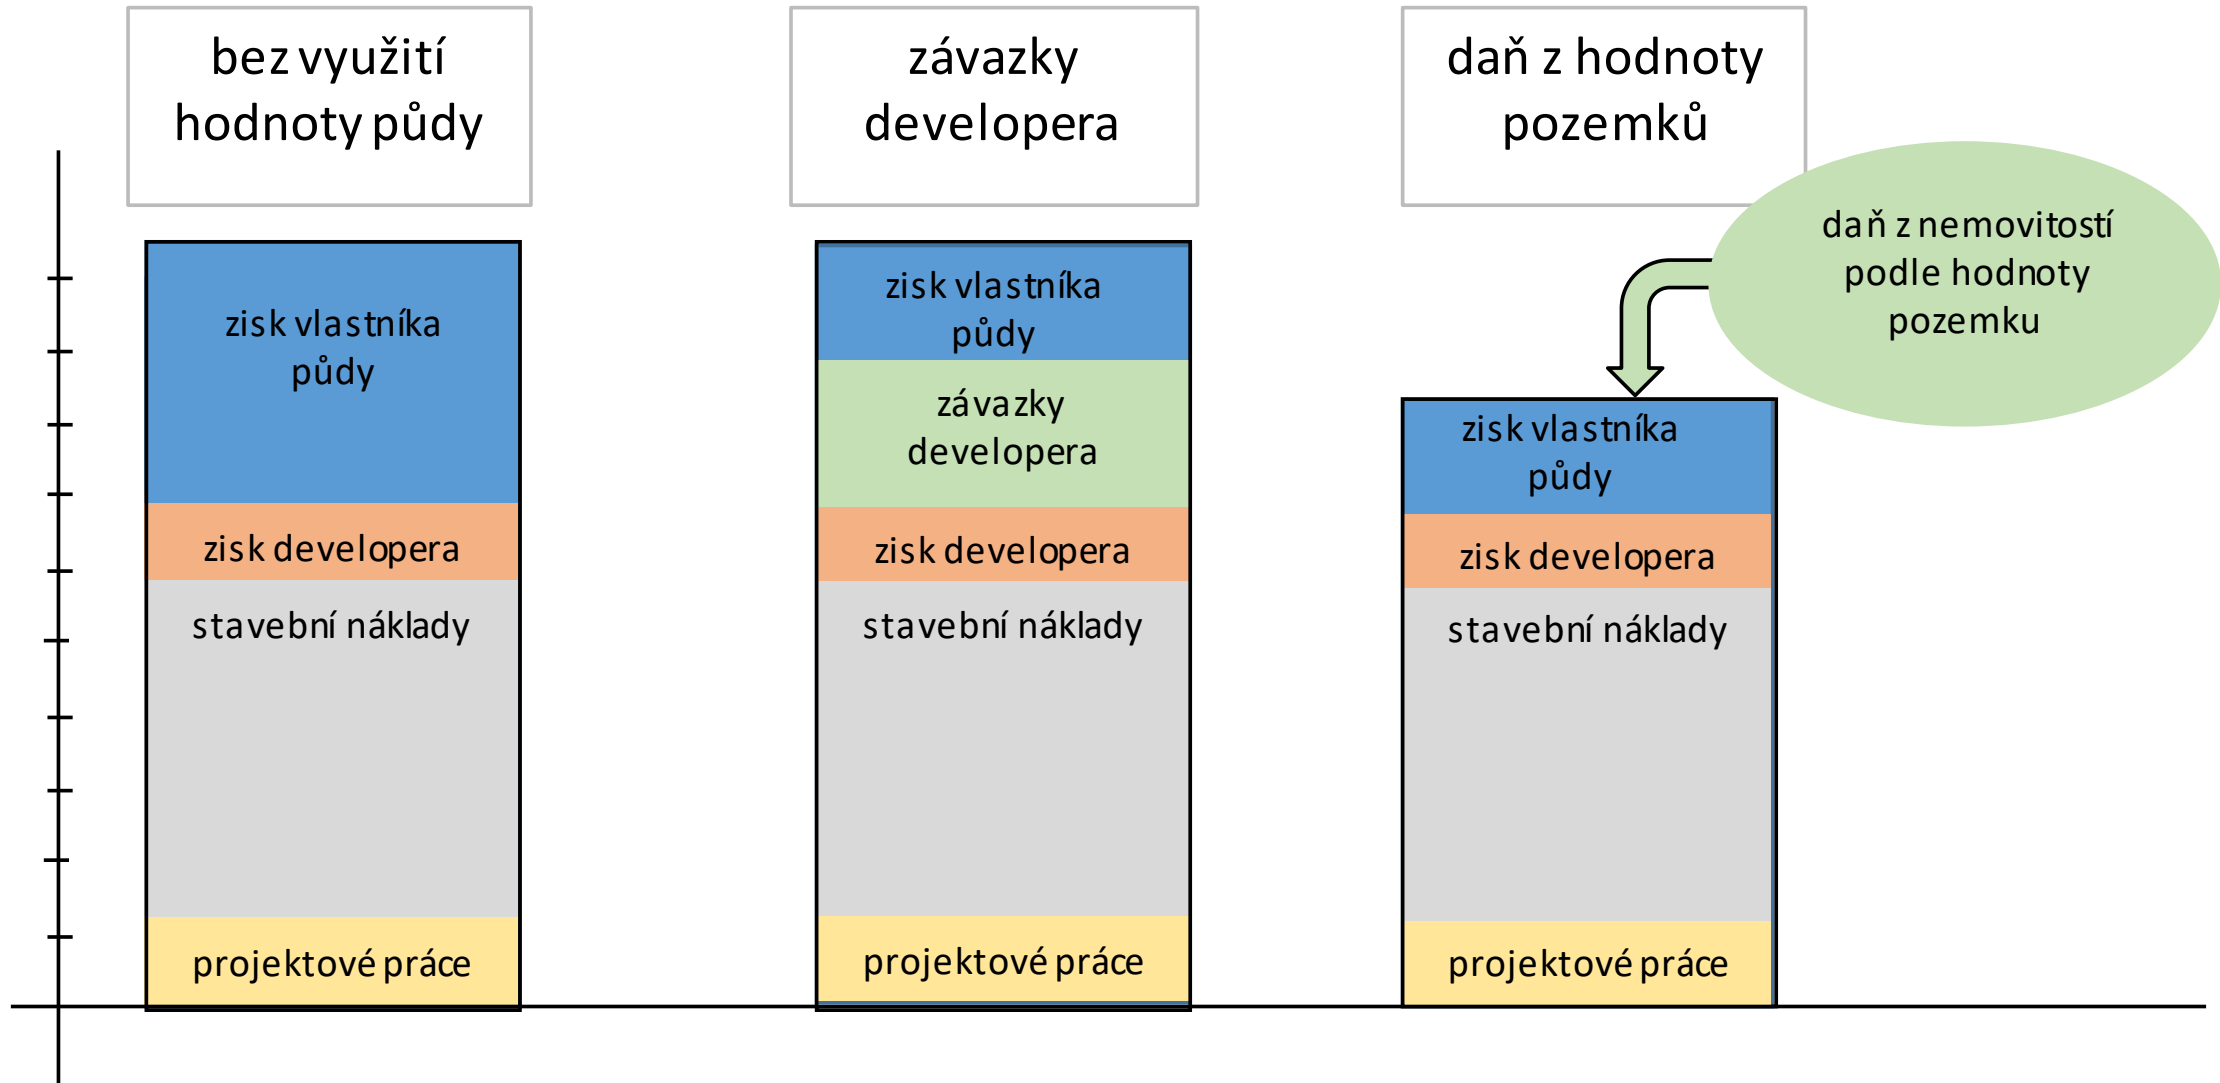 bez využití
hodnoty půdy
závazky
developera
daň z hodnoty
pozemků
daň z nemovitostí
podle hodnoty
pozemku
zisk vlastníka
půdy
zisk developera
stavební náklady
projektové práce
zisk vlastníka
půdy
závazky
developera
zisk developera
stavební náklady
projektové práce
zisk vlastníka
půdy
zisk developera
stavební náklady
projektové práce